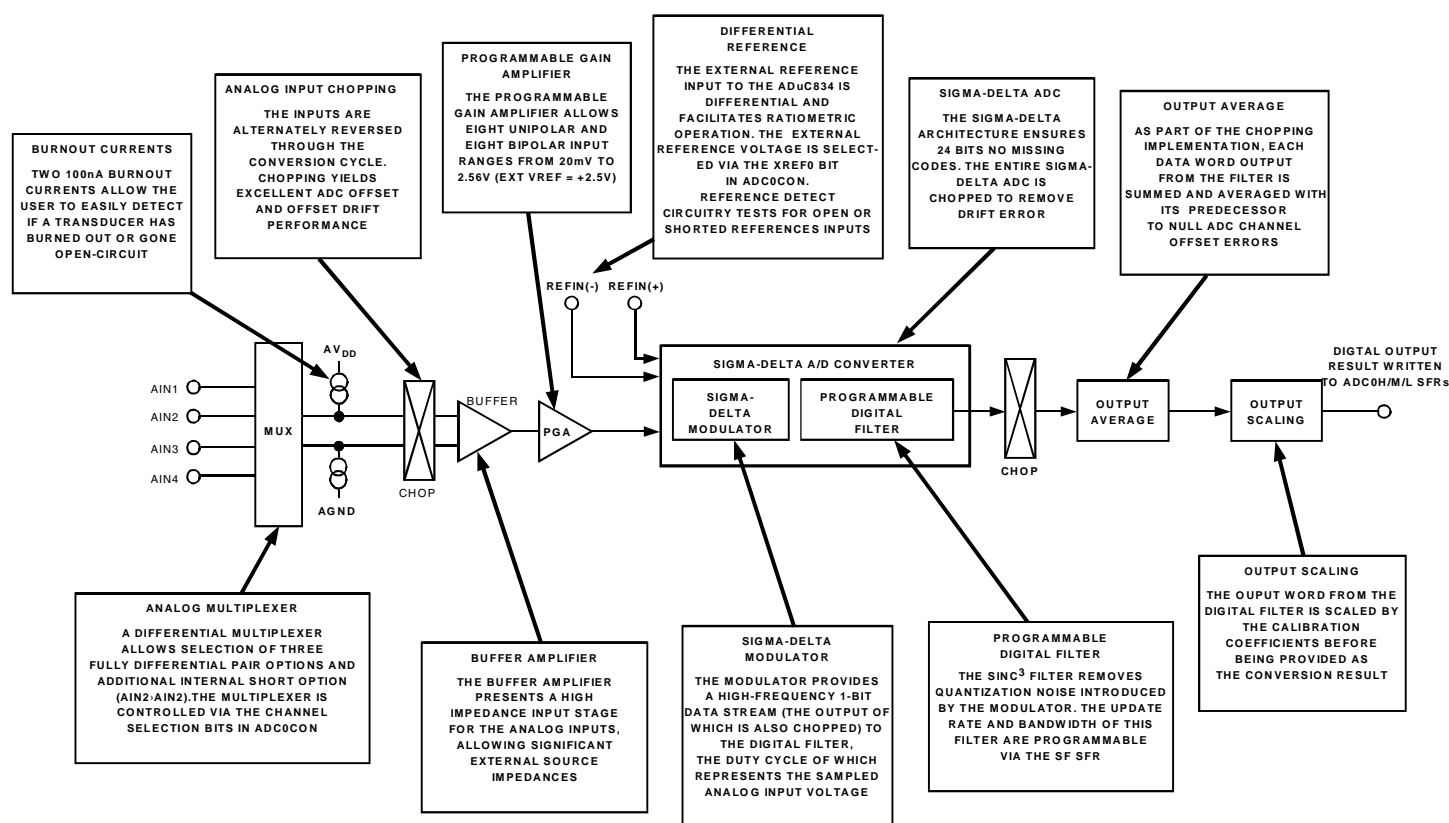 DIFFERENTIAL
REFERENCE
THE EXTERNAL REFERENCE
INPUT TO THE ADuC834 IS
DIFFERENTIAL AND
FACILITATES RATIOMETRIC
OPERATION. THE EXTERNAL
REFERENCE VOLTAGE IS SELECT-
ED VIA THE XREF0 BIT
IN ADC0CON.
REFERENCE DETECT
CIRCUITRY TESTS FOR OPEN OR
SHORTED REFERENCES INPUTS
PROGRAMMABLE GAIN
AMPLIFIER
THE PROGRAMMABLE
GAIN AMPLIFIER ALLOWS
EIGHT UNIPOLAR AND
EIGHT BIPOLAR INPUT
RANGES FROM 20mV TO
2.56V (EXT VREF = +2.5V)
ANALOG INPUT CHOPPING
THE INPUTS ARE
ALTERNATELY REVERSED
THROUGH THE
CONVERSION CYCLE.
CHOPPING YIELDS
EXCELLENT ADC OFFSET
AND OFFSET DRIFT
PERFORMANCE
SIGMA-DELTA ADC
THE SIGMA-DELTA
ARCHITECTURE ENSURES
24 BITS NO MISSING
CODES. THE ENTIRE SIGMA-
DELTA ADC IS
CHOPPED TO REMOVE
DRIFT ERROR
OUTPUT AVERAGE
AS PART OF THE CHOPPING
IMPLEMENTATION, EACH
DATA WORD OUTPUT
FROM THE FILTER IS
SUMMED AND AVERAGED WITH
ITS PREDECESSOR
TO NULL ADC CHANNEL
OFFSET ERRORS
BURNOUT CURRENTS
TWO 100nA BURNOUT
CURRENTS ALLOW THE
USER TO EASILY DETECT
IF A TRANSDUCER HAS
BURNED OUT OR GONE
OPEN-CIRCUIT
REFIN(-) REFIN(+)
AVDD
AIN1
AIN2
AIN3
AIN4
MUX
AGND
CHOP
BUFFER
PGA
SIGMA-DELTA A/D CONVERTER
SIGMA-
DELTA
MODULATOR
PROGRAMMABLE
DIGITAL
FILTER
CHOP
OUTPUT
AVERAGE
OUTPUT
SCALING
DIGTAL OUTPUT
RESULT WRITTEN
TO ADC0H/M/L SFRs
ANALOG MULTIPLEXER
A DIFFERENTIAL MULTIPLEXER
ALLOWS SELECTION OF THREE
FULLY DIFFERENTIAL PAIR OPTIONS AND
ADDITIONAL INTERNAL SHORT OPTION
(AIN2›AIN2).THE MULTIPLEXER IS
CONTROLLED VIA THE CHANNEL
SELECTION BITS IN ADC0CON
BUFFER AMPLIFIER
THE BUFFER AMPLIFIER
PRESENTS A HIGH
IMPEDANCE INPUT STAGE
FOR THE ANALOG INPUTS,
ALLOWING SIGNIFICANT
EXTERNAL SOURCE
IMPEDANCES
SIGMA-DELTA
MODULATOR
THE MODULATOR PROVIDES
A HIGH-FREQUENCY 1-BIT
DATA STREAM (THE OUTPUT OF
WHICH IS ALSO CHOPPED) TO
THE DIGITAL FILTER,
THE DUTY CYCLE OF WHICH
REPRESENTS THE SAMPLED
ANALOG INPUT VOLTAGE
PROGRAMMABLE
DIGITAL FILTER
THE SINC3 FILTER REMOVES
QUANTIZATION NOISE INTRODUCED
BY THE MODULATOR. THE UPDATE
RATE AND BANDWIDTH OF THIS
FILTER ARE PROGRAMMABLE
VIA THE SF SFR
OUTPUT SCALING
THE OUPUT WORD FROM THE
DIGITAL FILTER IS SCALED BY
THE CALIBRATION
COEFFICIENTS BEFORE
BEING PROVIDED AS
THE CONVERSION RESULT